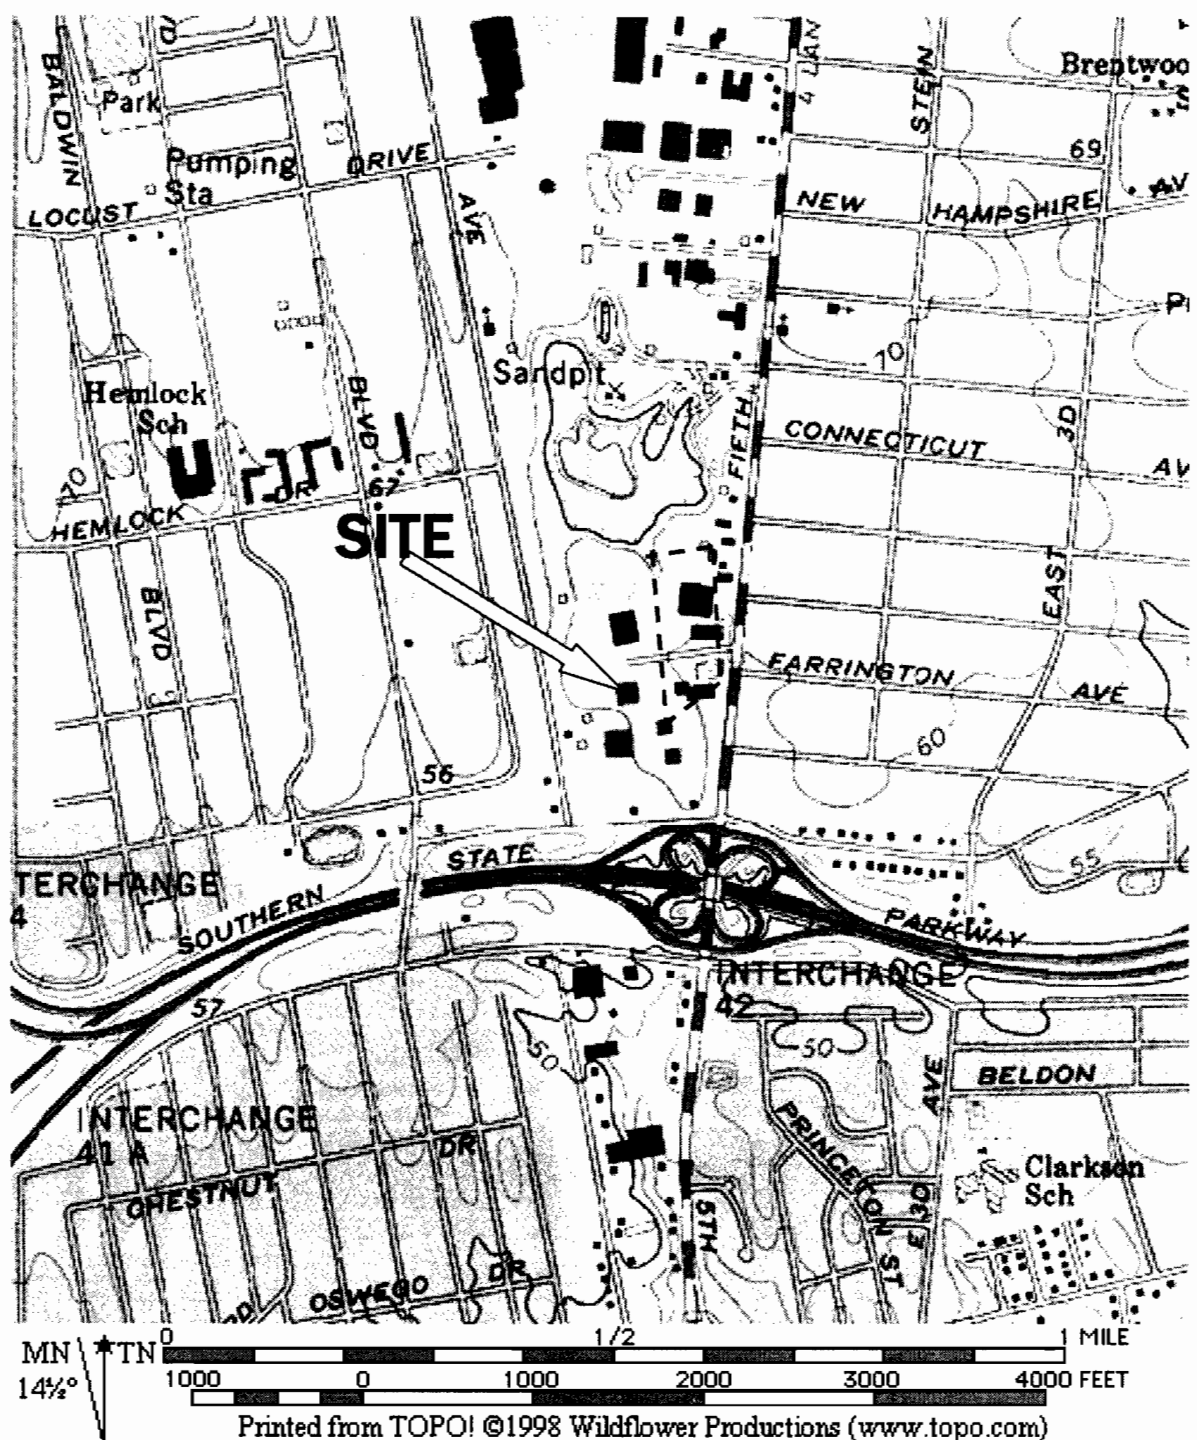 BALDWIN
Park
4 LAN
STEIN
Brentwoo
69
Pumping
Sta
DRIVE
LOCUST
AVE
NEW
HAMPSHIRE
AV
70
Sandpit
Hemlock
Sch
BLVD
FIFTH
CONNECTICUT
3D
AV
70
HEMLOCK
DR
67
SITE
EAST
BLVD
FARRINGTON
AVE
60
56
STATE
55
TERCHANGE
4
SOUTHERN
PARKWAY
INTERCHANGE
42
57
50
50
AVE
BELDON
INTERCHANGE
41 A
DR
CHESTNUT
PRINCETON ST
Clarkson
Sch
5TH
E 3D
OSWEGO
DR
MN
TN
14½°
0 1/2 1 MILE
1000 0 1000 2000 3000 4000 FEET
Printed from TOPO! ©1998 Wildflower Productions (www.topo.com)